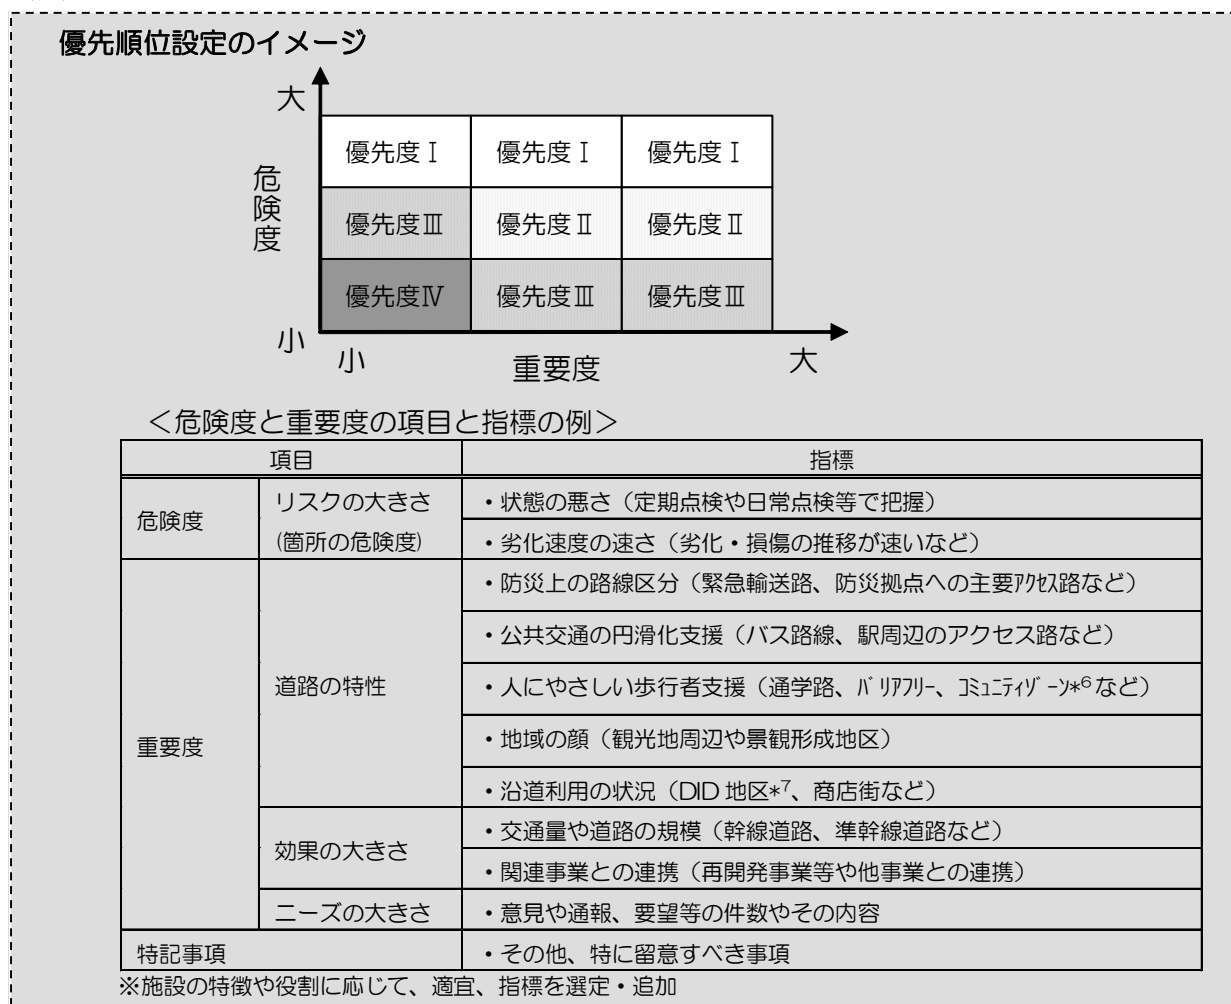 優先順位設定のイメージ
大
優先度Ⅰ 優先度Ⅰ 優先度Ⅰ
危険度
優先度Ⅲ 優先度Ⅱ 優先度Ⅱ
優先度Ⅳ 優先度Ⅲ 優先度Ⅲ
小
小 重要度 大
＜危険度と重要度の項目と指標の例＞
項目 指標
危険度 リスクの大きさ ・状態の悪さ（定期点検や日常点検等で把握）
(箇所の危険度) ・劣化速度の速さ（劣化・損傷の推移が速いなど）
・防災上の路線区分（緊急輸送路、防災拠点への主要ｱｸｾｽ路など）
・公共交通の円滑化支援（バス路線、駅周辺のアクセス路など）
道路の特性 ・人にやさしい歩行者支援（通学路、ﾊﾞﾘｱﾌﾘｰ、ｺﾐｭﾆﾃｨｿﾞｰﾝ*6など）
重要度 ・地域の顔（観光地周辺や景観形成地区）
・沿道利用の状況（DID 地区*7、商店街など）
効果の大きさ ・交通量や道路の規模（幹線道路、準幹線道路など）
・関連事業との連携（再開発事業等や他事業との連携）
ニーズの大きさ ・意見や通報、要望等の件数やその内容
特記事項 ・その他、特に留意すべき事項
※施設の特徴や役割に応じて、適宜、指標を選定・追加